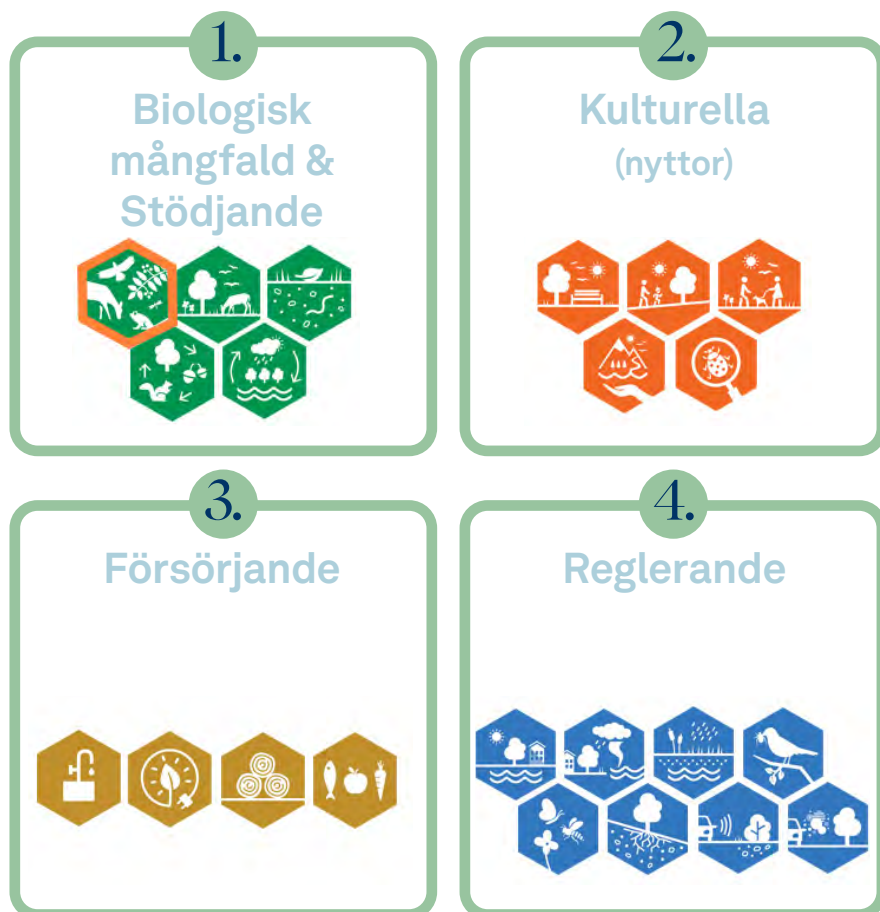 1.
Biologisk
mångfald &
Stödjande
2.
Kulturella
(nyttor)
3.
Försörjande
4.
Reglerande